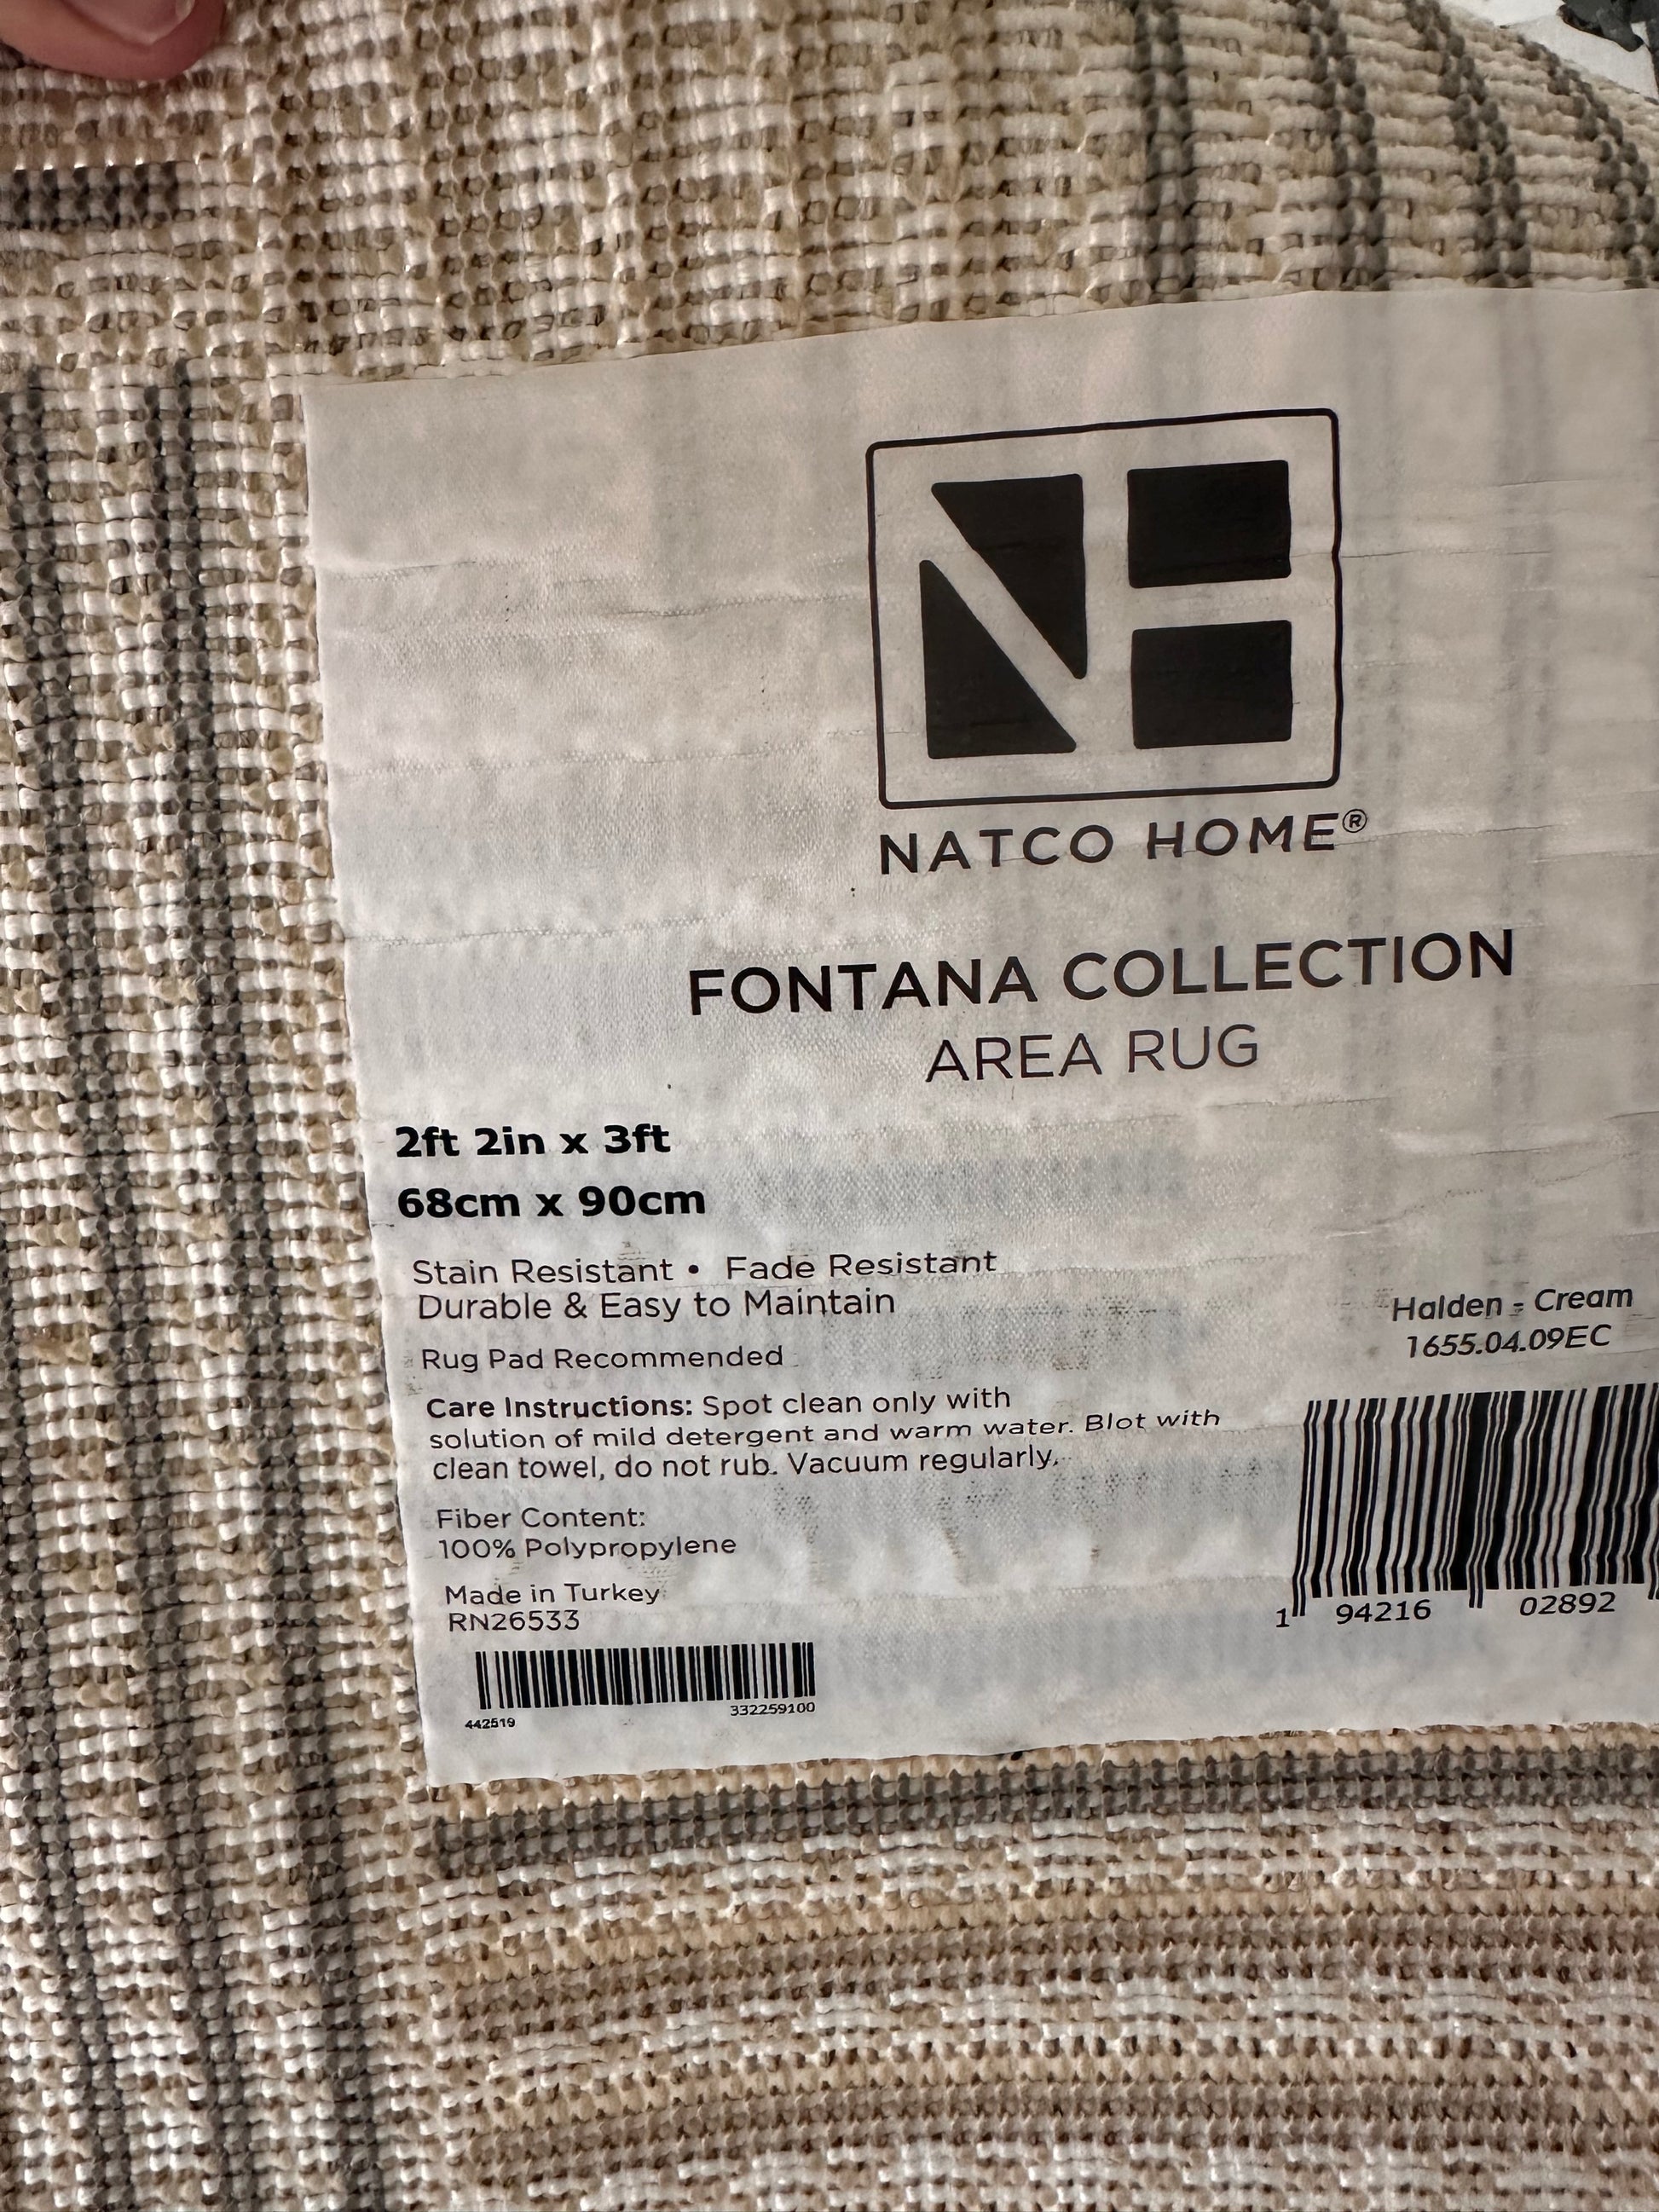 NATCO HOME®
FONTANA COLLECTION
AREA RUG
2ft 2in x 3ft
68cm x 90cm
Stain Resistant • Fade Resistant
Durable & Easy to Maintain
Rug Pad Recommended
Care Instructions: Spot clean only with
solution of mild detergent and warm water. Blot with
clean towel, do not rub. Vacuum regularly.
Fiber Content:
100% Polypropylene
Made in Turkey
RN26533
442519 332259100
Halden - Cream
1655.04.09EC
1 94216 02892